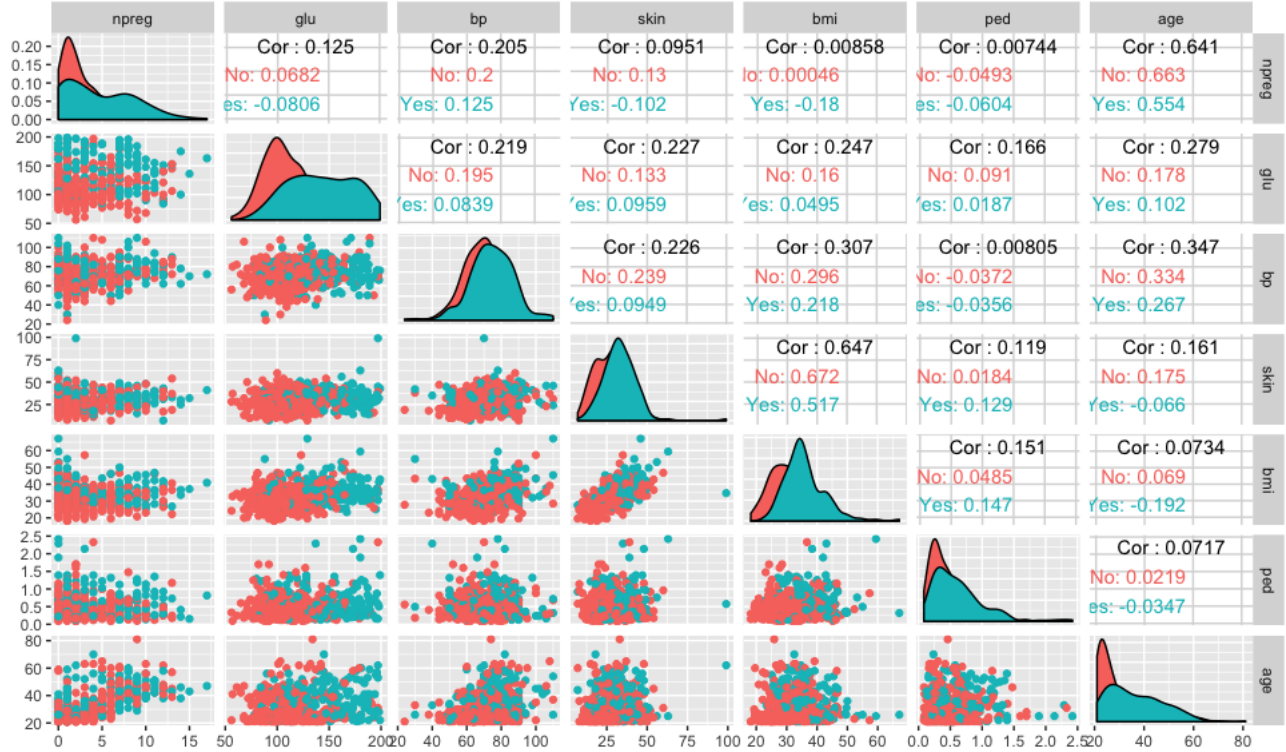 npreg glu bp skin bmi ped age
0.20 Cor : 0.125 Cor : 0.205 Cor : 0.0951 Cor : 0.00858 Cor : 0.00744 Cor : 0.641
0.15 No: 0.0682 No: 0.2 No: 0.13 lo: 0.00046 No: -0.0493 No: 0.663 npreg
0.10
0.05 es: -0.0806 Yes: 0.125 Yes: -0.102 Yes: -0.18 es: -0.0604 Yes: 0.554
0.00
200 Cor : 0.219 Cor : 0.227 Cor : 0.247 Cor : 0.166 Cor : 0.279
150 No: 0.195 No: 0.133 No: 0.16 No: 0.091 No: 0.178 glu
100 Yes: 0.0839 Yes: 0.0959 Yes: 0.0495 Yes: 0.0187 Yes: 0.102
50
100 Cor : 0.226 Cor : 0.307 Cor : 0.00805 Cor : 0.347
80 No: 0.239 No: 0.296 No: -0.0372 No: 0.334 bp
60
40 Yes: 0.0949 Yes: 0.218 es: -0.0356 Yes: 0.267
20
100 Cor : 0.647 Cor : 0.119 Cor : 0.161
75 No: 0.672 No: 0.0184 No: 0.175 skin
50
25 Yes: 0.517 Yes: 0.129 Yes: -0.066
60 Cor : 0.151 Cor : 0.0734
50
40 No: 0.0485 No: 0.069 bmi
30 Yes: 0.147 Yes: -0.192
20
2.5 Cor : 0.0717
2.0
1.5 No: 0.0219 ped
1.0
0.5 es: -0.0347
0.0
80
60 age
40
20
0 5 10 15 50 100 150 200 20 40 60 80 100 25 50 75 100 20 30 40 50 60 0.0 0.5 1.0 1.5 2.0 2.5 20 40 60 80